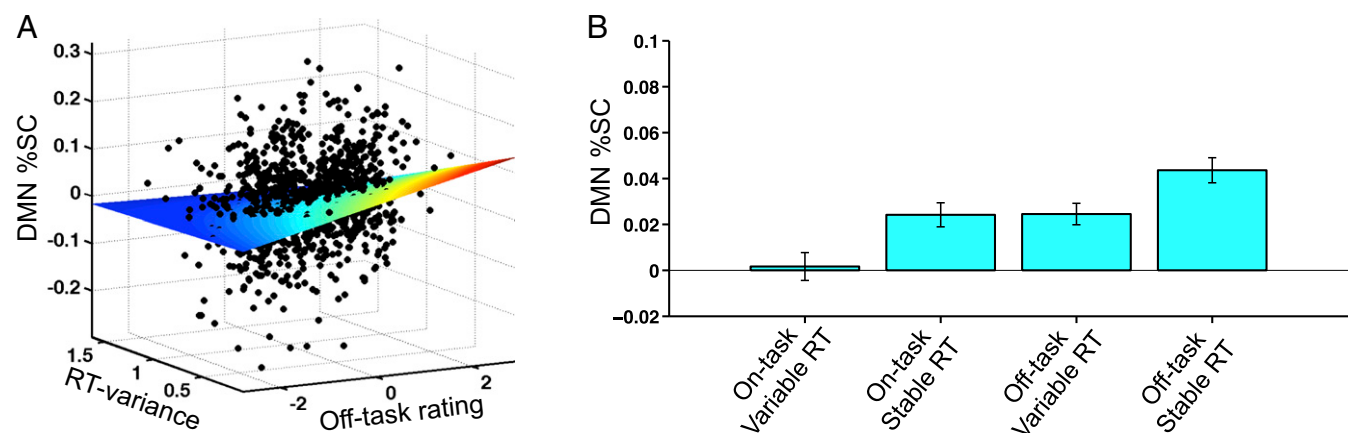 A
0.3
0.2
0.1
0
-0.1
-0.2
DMN %SC
1.5
1
0.5
RT-variance
-2
0
2
Off-task rating
B
0.1
0.08
0.06
0.04
0.02
0
−0.02
DMN %SC
On-task
Variable RT
On-task
Stable RT
Off-task
Variable RT
Off-task
Stable RT